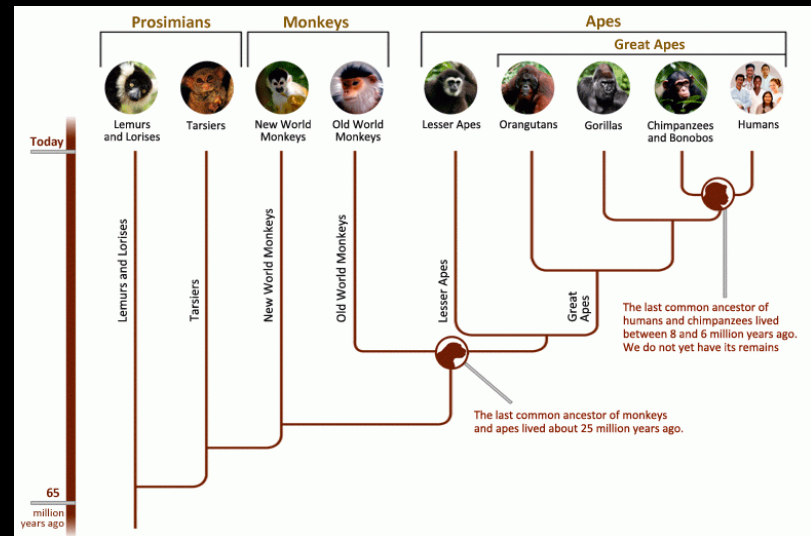 Prosimians
Monkeys
Apes
Great Apes
Lemurs
and Lorises
Tarsiers
New World
Monkeys
Old World
Monkeys
Lesser Apes
Orangutans
Gorillas
Chimpanzees
and Bonobos
Humans
Today
Lemurs and Lorises
Tarsiers
New World Monkeys
Old World Monkeys
Lesser Apes
Great
Apes
The last common ancestor of
humans and chimpanzees lived
between 8 and 6 million years ago.
We do not yet have its remains
The last common ancestor of monkeys
and apes lived about 25 million years ago.
65
million
years ago